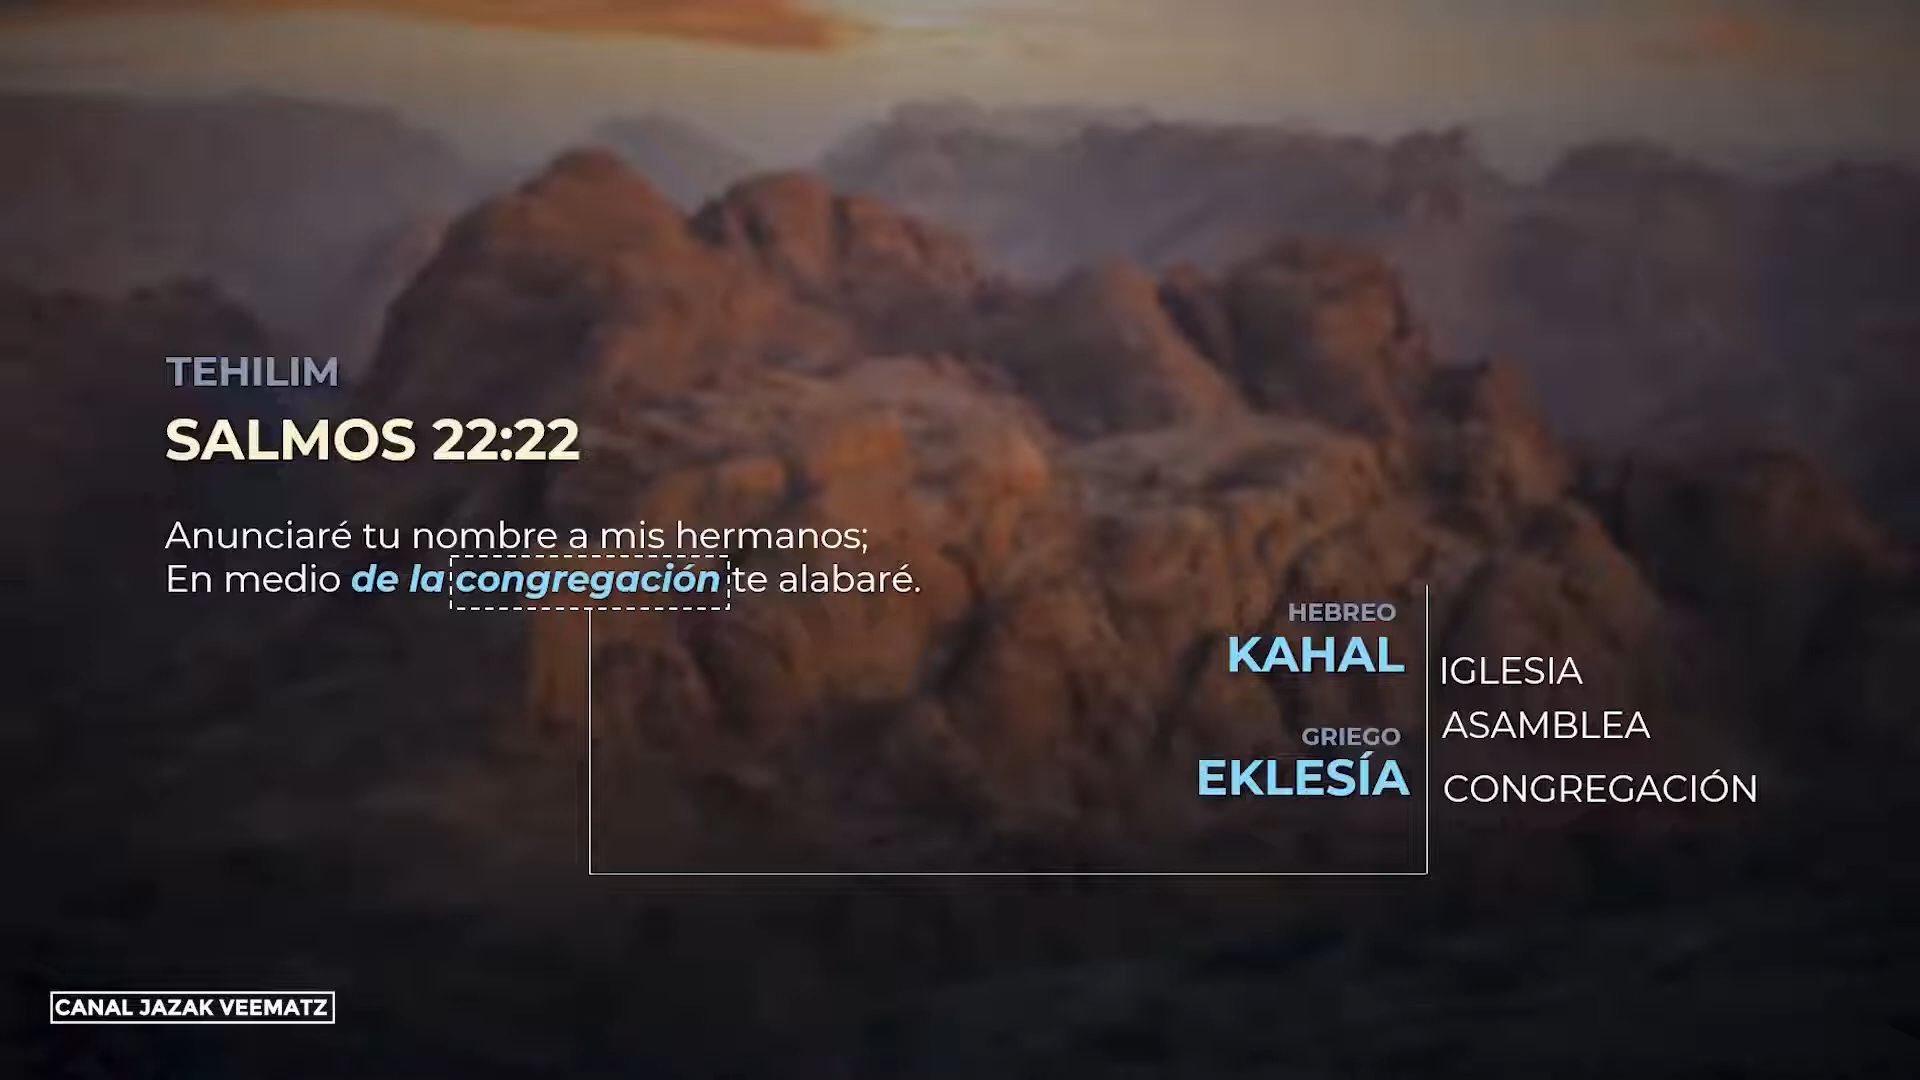 TEHILIM
SALMOS 22:22
Anunciaré tu nombre a mis hermanos;
En medio de la congregación te alabaré.
HEBREO
KAHAL
GRIEGO
EKLESÍA
IGLESIA
ASAMBLEA
CONGREGACIÓN
CANAL JAZAK VEEMATZ